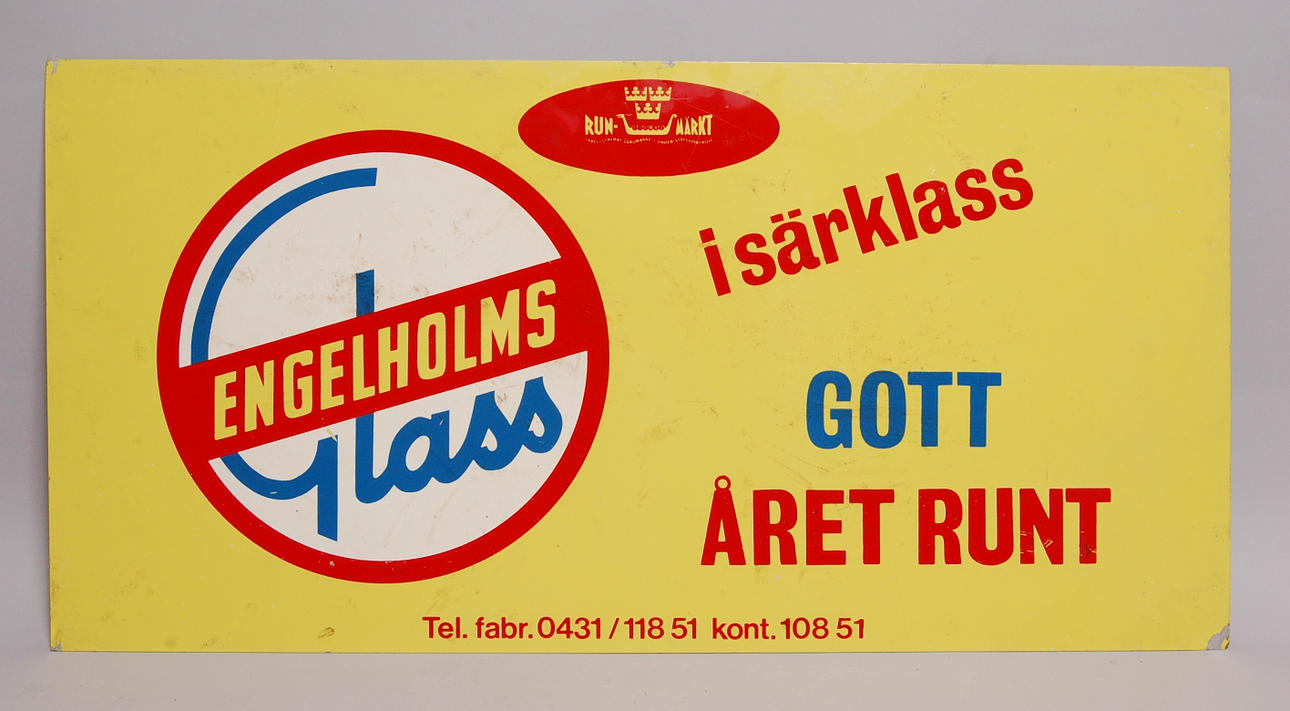 RUN- MÄRKT
i särklass
ENGELHOLMS
Glass
GOTT
ÅRET RUNT
Tel. fabr. 0431 / 118 51 kont. 108 51